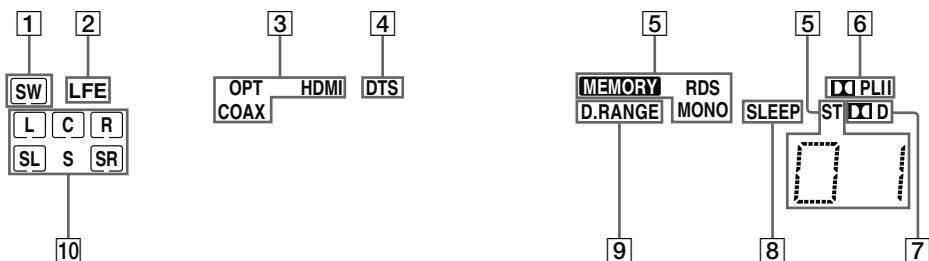 1 2 3 4 5 5 6
SW LFE OPT HDMI DTS MEMORY RDS PLII
COAX D.RANGE MONO SLEEP ST D
L C R
SL S SR
10 9 8 7